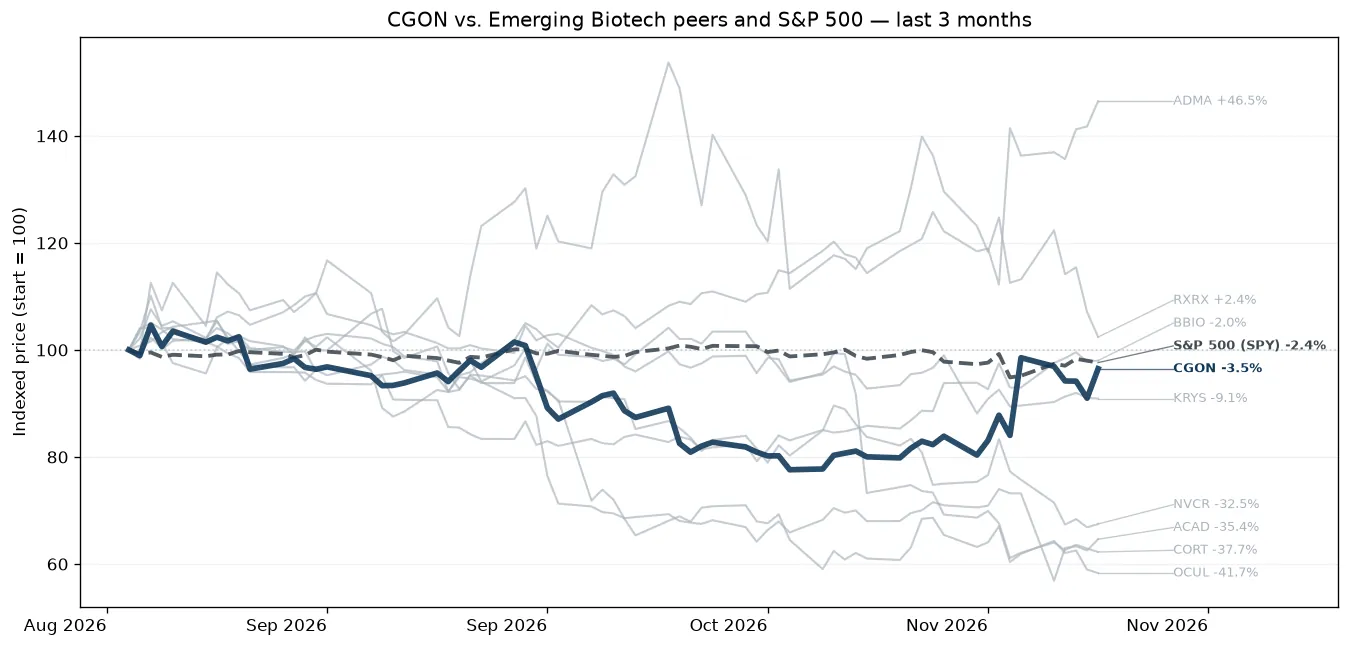 CGON vs. Emerging Biotech peers and S&P 500 — last 3 months
Indexed price (start = 100)
140
120
100
80
60
ADMA +46.5%
RXRX +2.4%
BBIO -2.0%
S&P 500 (SPY) -2.4%
CGON -3.5%
KRYS -9.1%
NVCR -32.5%
ACAD -35.4%
CORT -37.7%
OCUL -41.7%
Aug 2026
Sep 2026
Sep 2026
Oct 2026
Nov 2026
Nov 2026